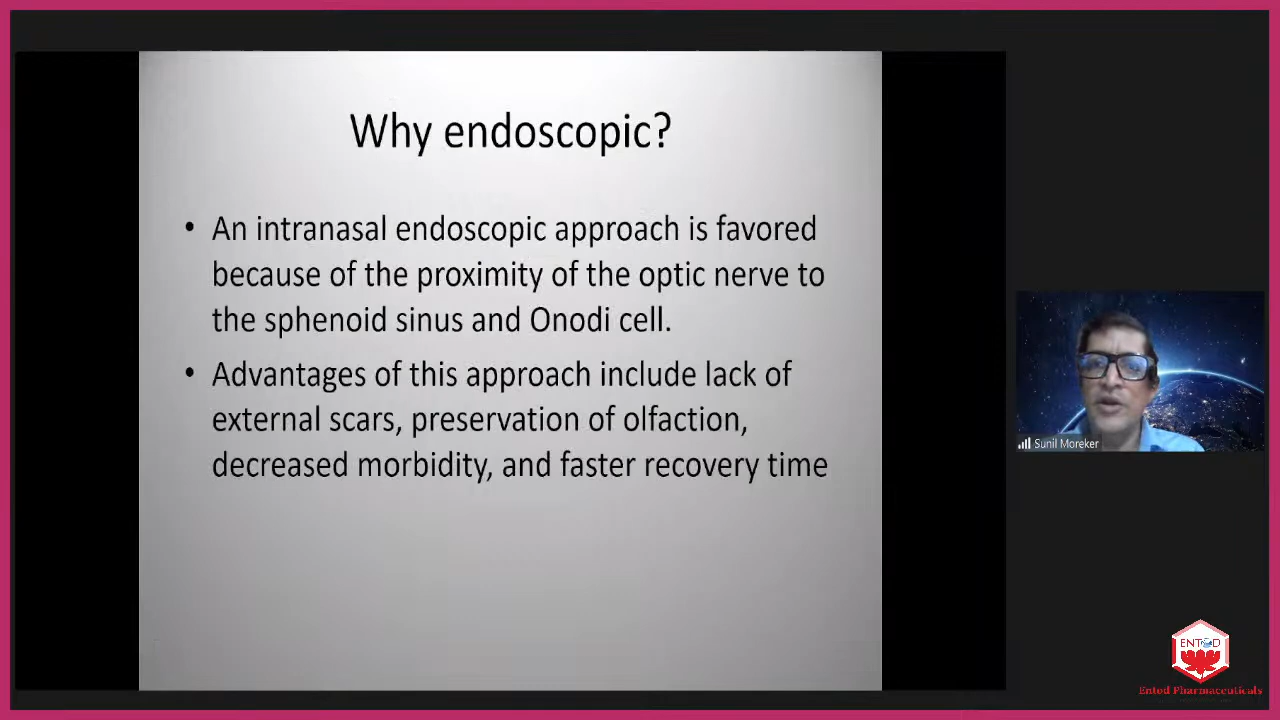 Why endoscopic?
• An intranasal endoscopic approach is favored
because of the proximity of the optic nerve to
the sphenoid sinus and Onodi cell.
• Advantages of this approach include lack of
external scars, preservation of olfaction,
decreased morbidity, and faster recovery time
Sunil Moreker
ENTOD
Entod Pharmaceuticals